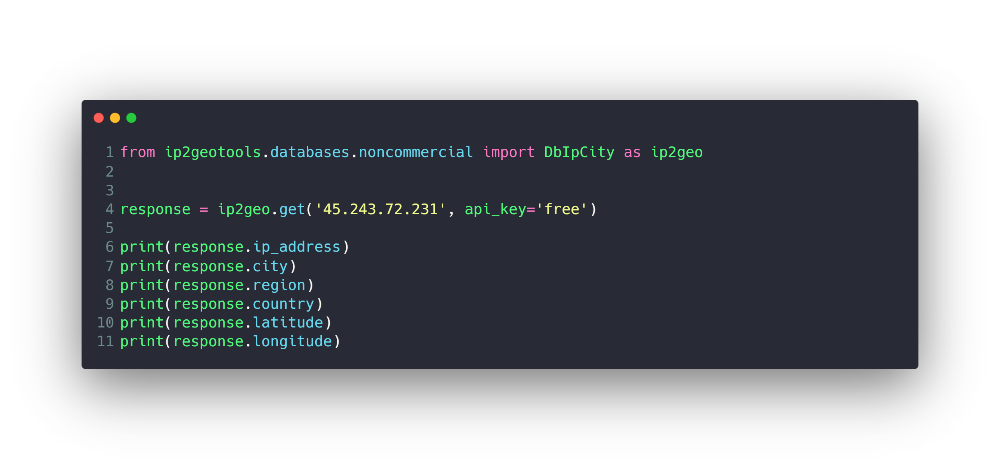 1 from ip2geotools.databases.noncommercial import DbIpCity as ip2geo
2
3
4 response = ip2geo.get('45.243.72.231', api_key='free')
5
6 print(response.ip_address)
7 print(response.city)
8 print(response.region)
9 print(response.country)
10 print(response.latitude)
11 print(response.longitude)